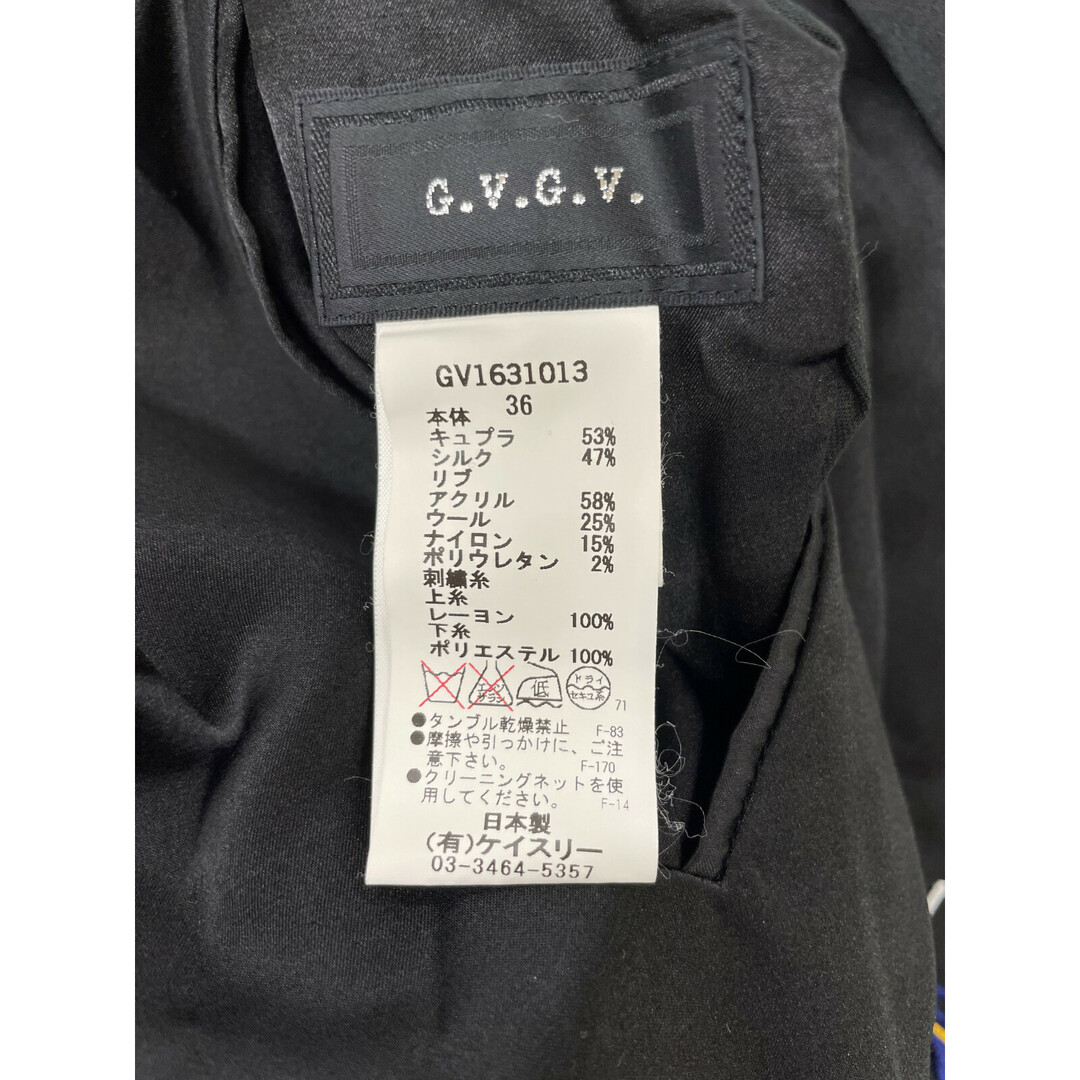 G.V.G.V.
GV1631013
36
本体
キュプラ 53%
シルク 47%
リブ
アクリル 58%
ウール 25%
ナイロン 15%
ポリウレタン 2%
刺繍糸
上糸
レーヨン 100%
下糸
ポリエステル 100%
エンソ サラシ 低 ドライ セキユ系 71
●タンブル乾燥禁止 F-83
●摩擦や引っかけに、ご注
意下さい。 F-170
●クリーニングネットを使
用してください。 F-14
日本製
(有)ケイスリー
03-3464-5357